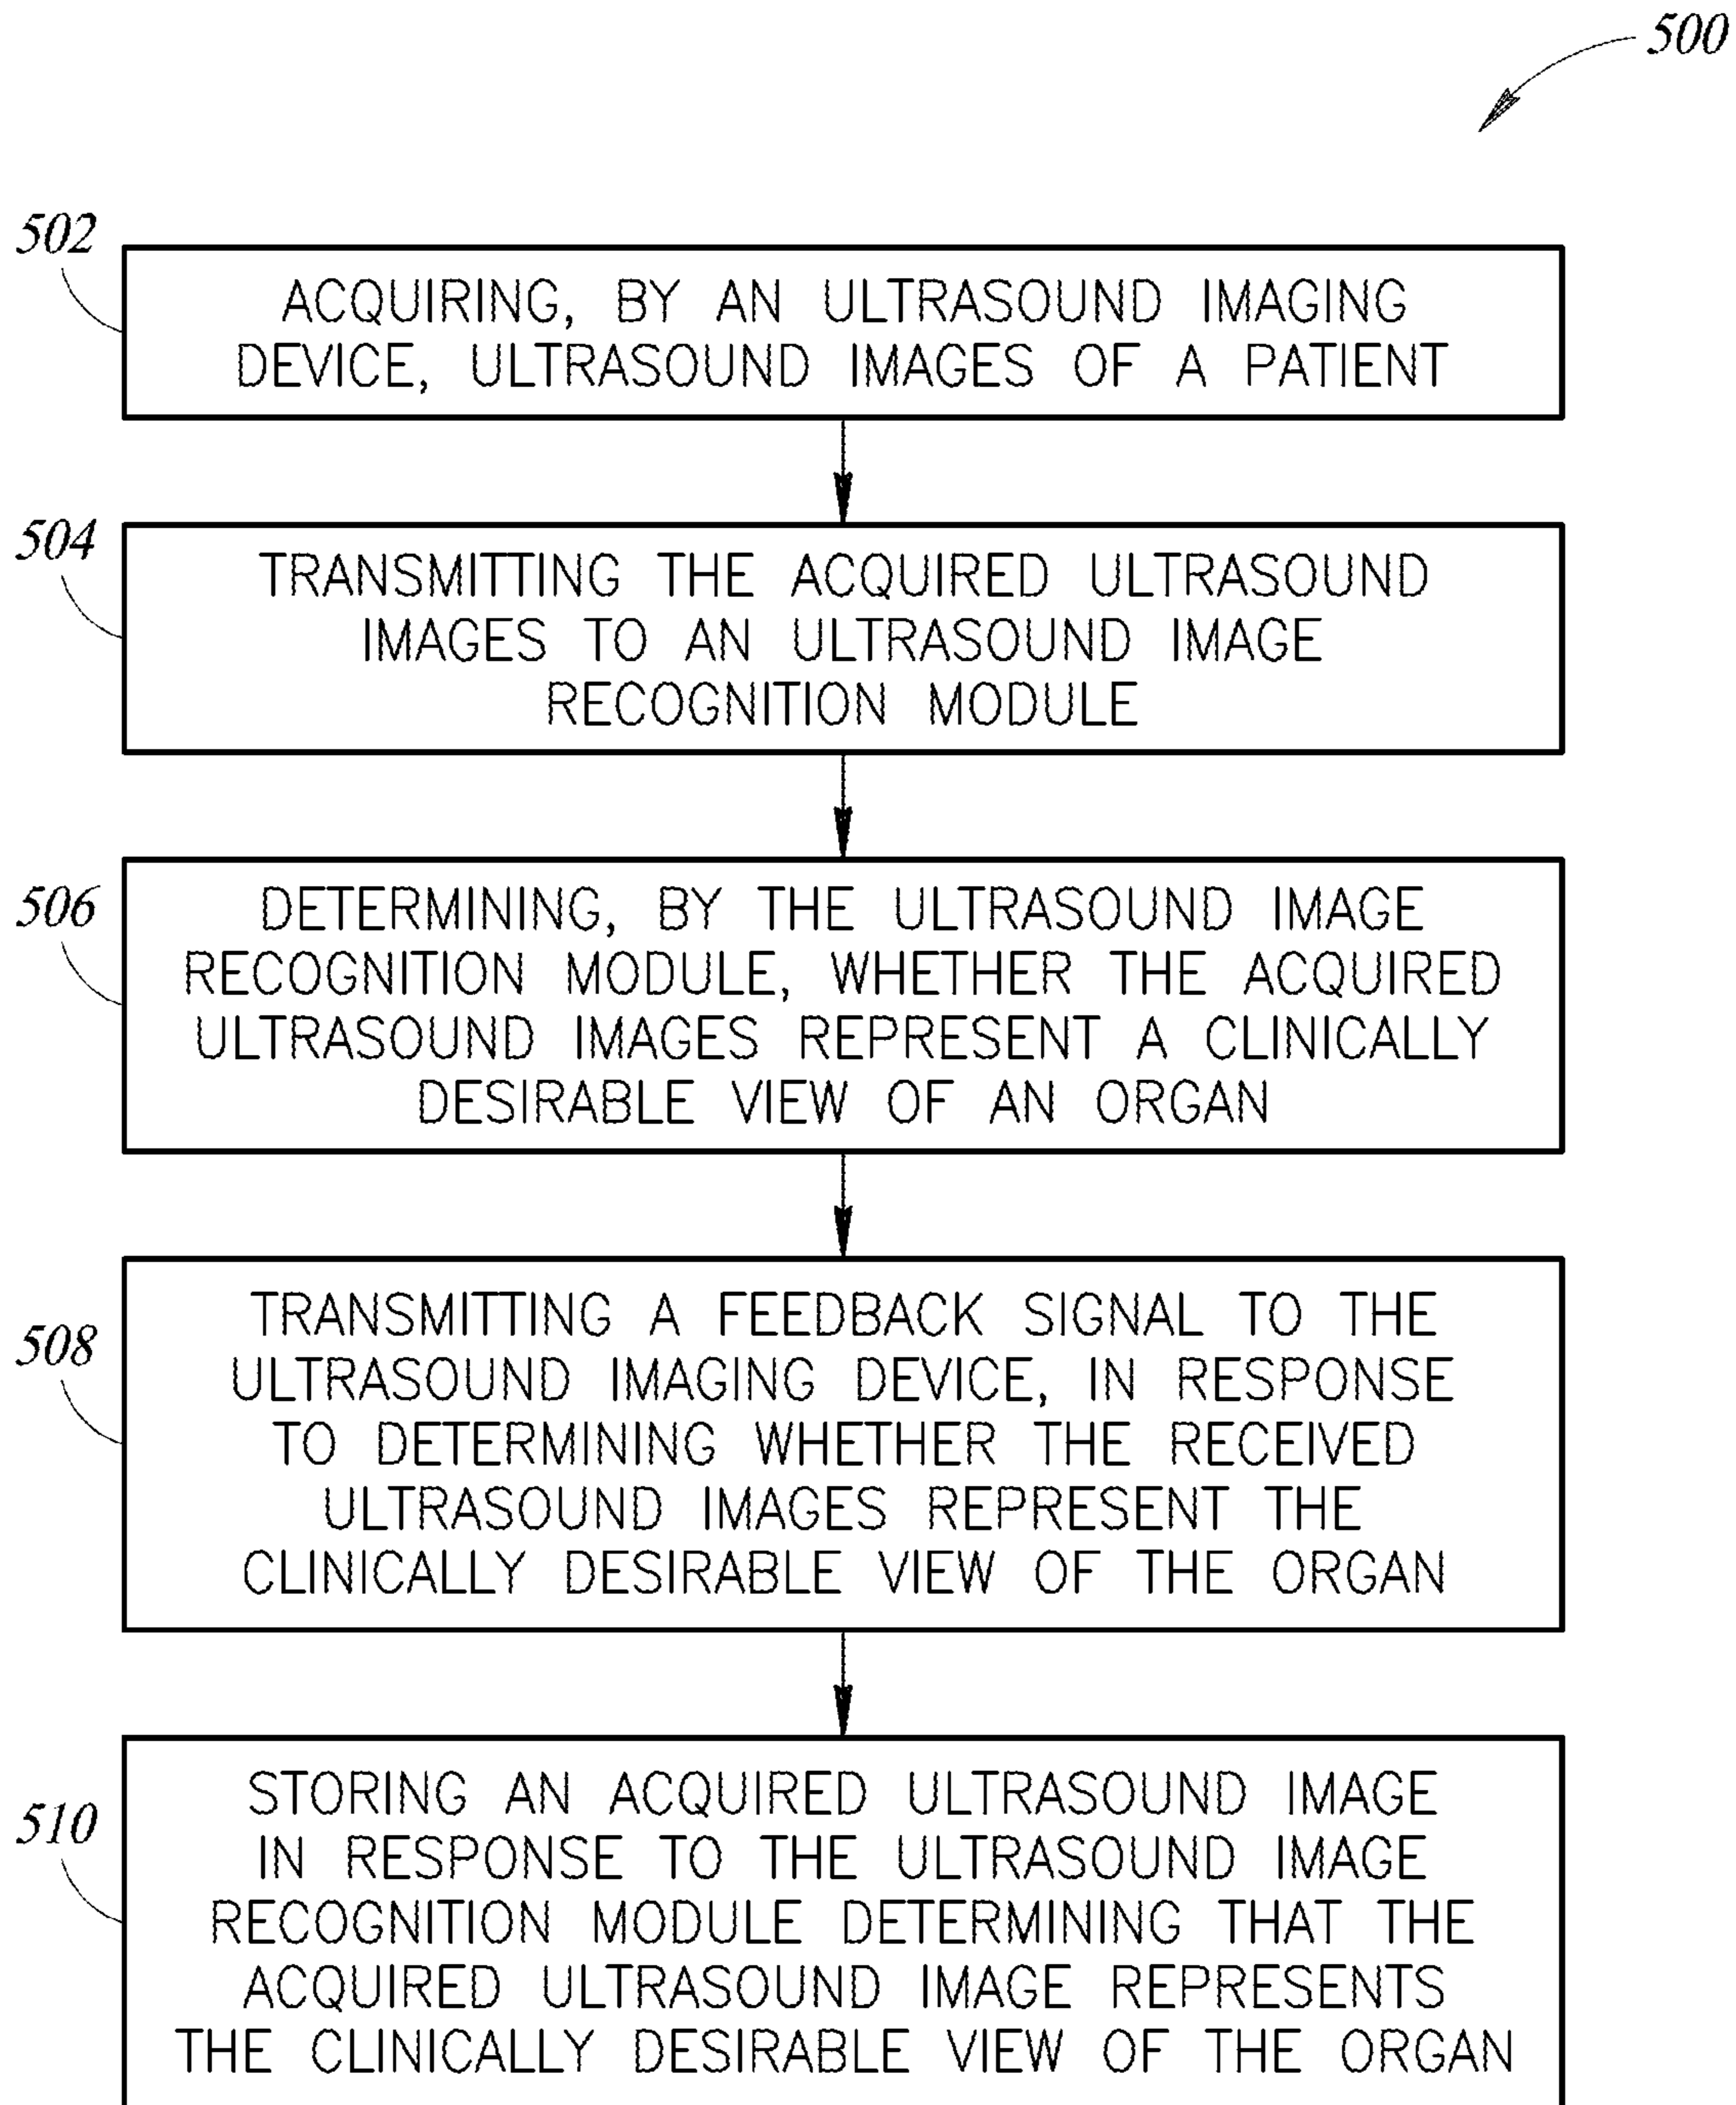 500
502
ACQUIRING, BY AN ULTRASOUND IMAGING
DEVICE, ULTRASOUND IMAGES OF A PATIENT
504
TRANSMITTING THE ACQUIRED ULTRASOUND
IMAGES TO AN ULTRASOUND IMAGE
RECOGNITION MODULE
506
DETERMINING, BY THE ULTRASOUND IMAGE
RECOGNITION MODULE, WHETHER THE ACQUIRED
ULTRASOUND IMAGES REPRESENT A CLINICALLY
DESIRABLE VIEW OF AN ORGAN
508
TRANSMITTING A FEEDBACK SIGNAL TO THE
ULTRASOUND IMAGING DEVICE, IN RESPONSE
TO DETERMINING WHETHER THE RECEIVED
ULTRASOUND IMAGES REPRESENT THE
CLINICALLY DESIRABLE VIEW OF THE ORGAN
510
STORING AN ACQUIRED ULTRASOUND IMAGE
IN RESPONSE TO THE ULTRASOUND IMAGE
RECOGNITION MODULE DETERMINING THAT THE
ACQUIRED ULTRASOUND IMAGE REPRESENTS
THE CLINICALLY DESIRABLE VIEW OF THE ORGAN